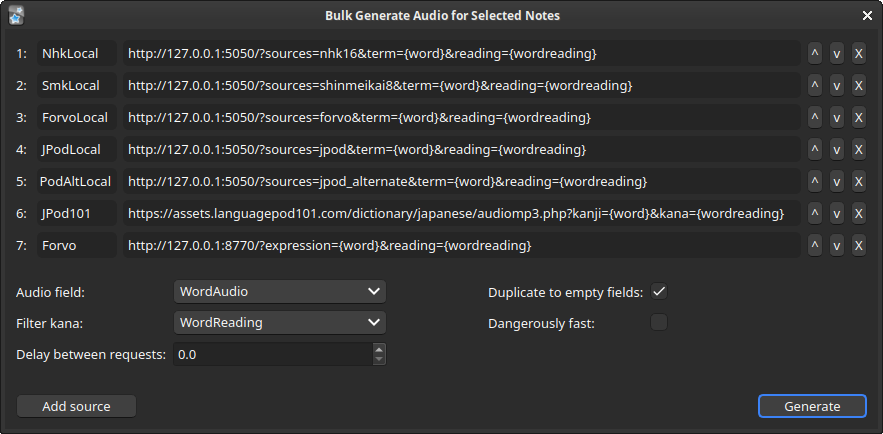 Bulk Generate Audio for Selected Notes
1: NhkLocal http://127.0.0.1:5050/?sources=nhk16&term={word}&reading={wordreading} ^ v X
2: SmkLocal http://127.0.0.1:5050/?sources=shinmeikai8&term={word}&reading={wordreading} ^ v X
3: ForvoLocal http://127.0.0.1:5050/?sources=forvo&term={word}&reading={wordreading} ^ v X
4: JPodLocal http://127.0.0.1:5050/?sources=jpod&term={word}&reading={wordreading} ^ v X
5: PodAltLocal http://127.0.0.1:5050/?sources=jpod_alternate&term={word}&reading={wordreading} ^ v X
6: JPod101 https://assets.languagepod101.com/dictionary/japanese/audiomp3.php?kanji={word}&kana={wordreading} ^ v X
7: Forvo http://127.0.0.1:8770/?expression={word}&reading={wordreading} ^ v X
Audio field: WordAudio Duplicate to empty fields:
Filter kana: WordReading Dangerously fast:
Delay between requests: 0.0
Add source Generate